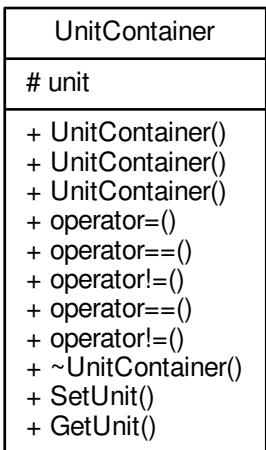 UnitContainer
# unit
+ UnitContainer()
+ UnitContainer()
+ UnitContainer()
+ operator=()
+ operator==()
+ operator!=()
+ operator==()
+ operator!=()
+ ~UnitContainer()
+ SetUnit()
+ GetUnit()